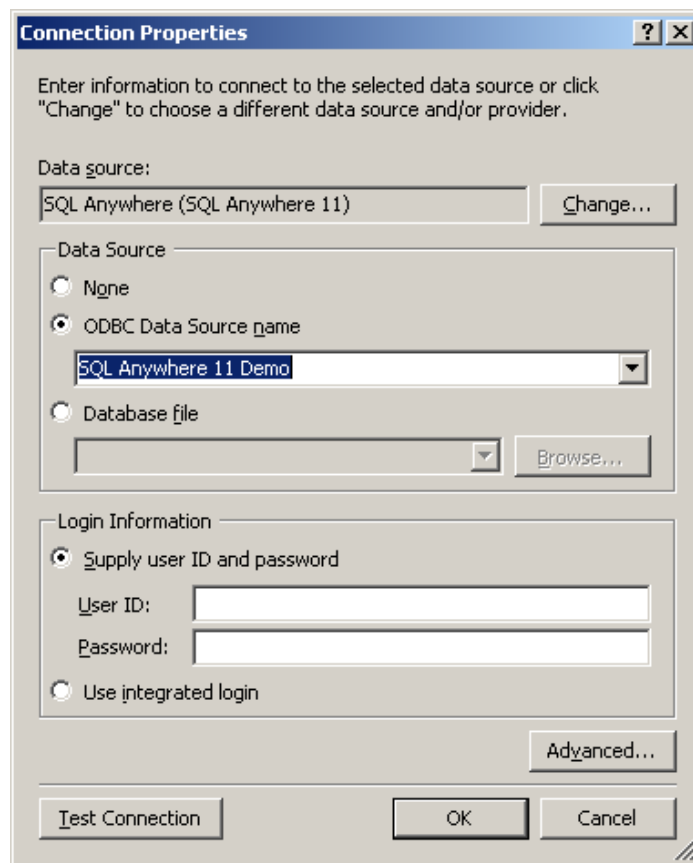 Connection Properties
Enter information to connect to the selected data source or click
"Change" to choose a different data source and/or provider.
Data source:
SQL Anywhere (SQL Anywhere 11)
Change...
Data Source
None
ODBC Data Source name
SQL Anywhere 11 Demo
Database file
Browse...
Login Information
Supply user ID and password
User ID:
Password:
Use integrated login
Advanced...
Test Connection
OK
Cancel